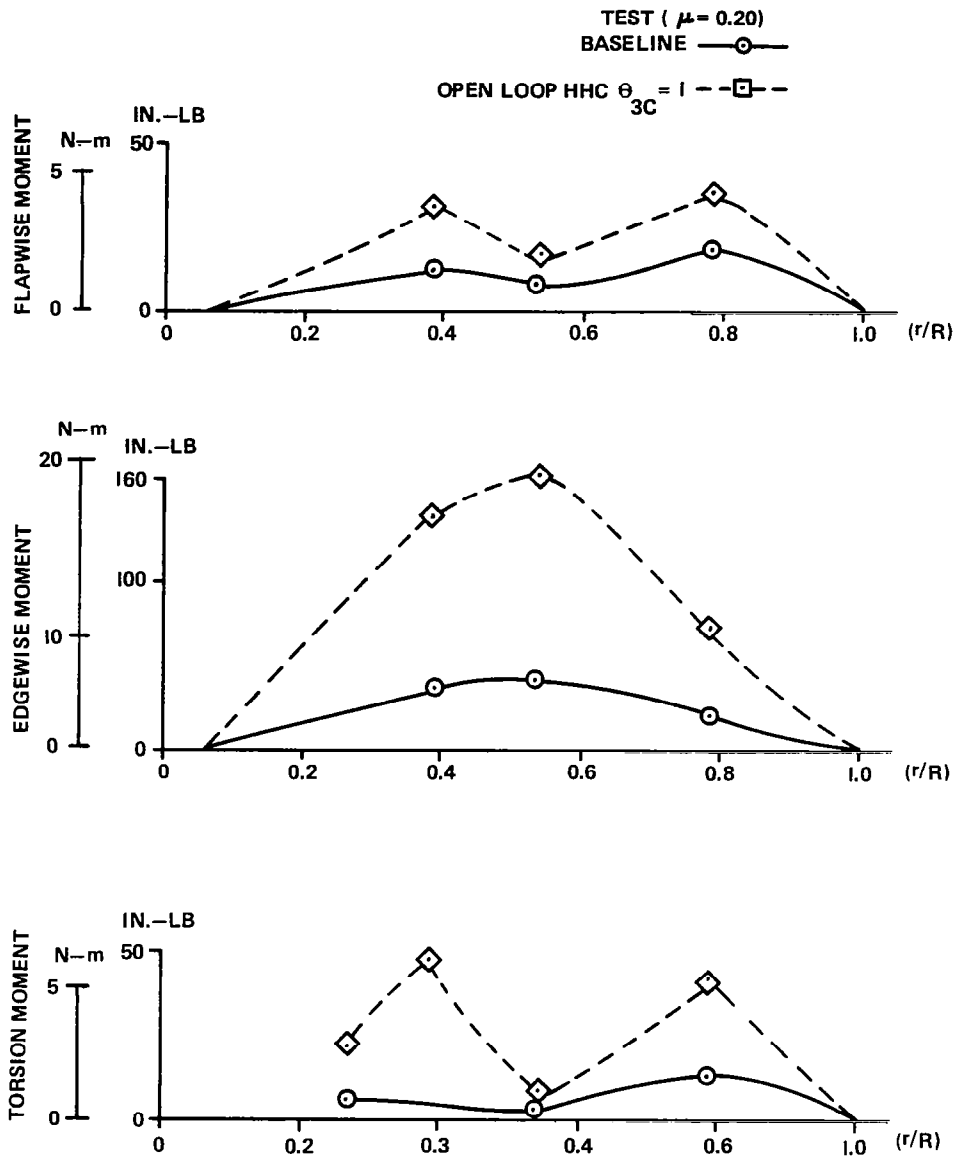 TEST ( μ = 0.20)
BASELINE
OPEN LOOP HHC Θ3C = I
FLAPWISE MOMENT
N–m
5
0
IN.–LB
50
0
0 0.2 0.4 0.6 0.8 1.0 (r/R)
EDGEWISE MOMENT
N–m
20
10
0
IN.–LB
160
100
0
0 0.2 0.4 0.6 0.8 1.0 (r/R)
TORSION MOMENT
N–m
5
0
IN.–LB
50
0
0 0.2 0.3 0.4 0.6 1.0 (r/R)